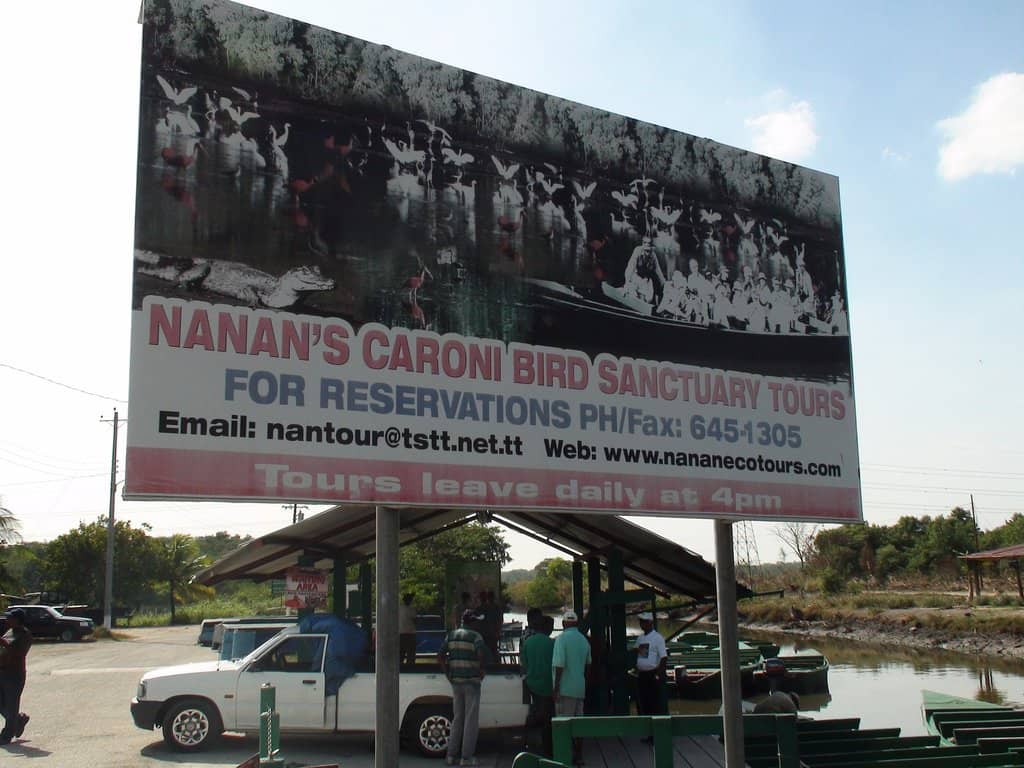 NANAN'S CARONI BIRD SANCTUARY TOURS
FOR RESERVATIONS PH/Fax: 645-1305
Email: nantour@tstt.net.tt Web: www.nananecotours.com
Tours leave daily at 4pm
AREA